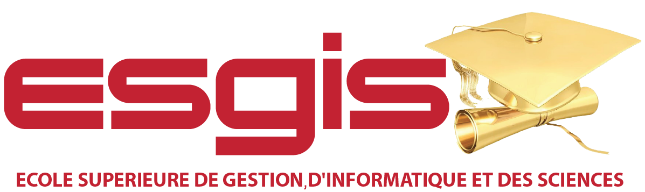 esgis
ECOLE SUPERIEURE DE GESTION,D'INFORMATIQUE ET DES SCIENCES